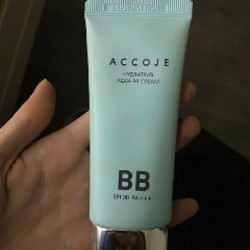 ACCOJE
HYDRATING
AQUA BB CREAM
BB
SPF 30 PA+++